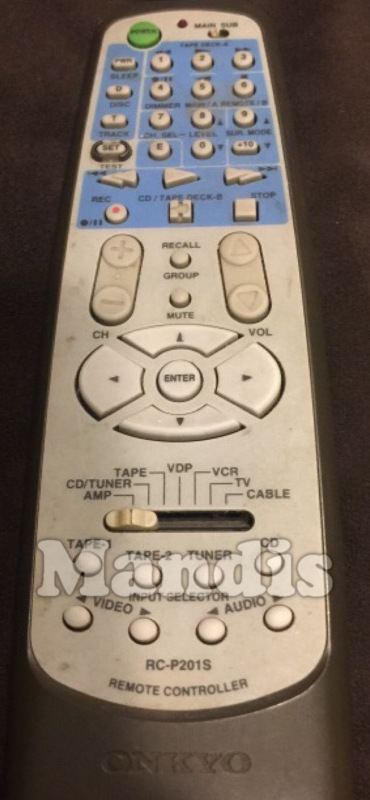 MAIN SUB
POWER
TAPE DECK-A
PWR 1 2 3
SLEEP
D 4 5 6
DISC DIMMER MAIN / A REMOTE / B
T 7 8 9
TRACK CH. SEL LEVEL SUR. MODE
SET E 0 +10
TEST
REC CD / TAPE DECK-B STOP
RECALL
GROUP
MUTE
CH VOL
ENTER
TAPE VDP VCR
CD/TUNER TV
AMP CABLE
TAPE-1 CD
TAPE-2 TUNER
Mandis
INPUT SELECTOR
VIDEO AUDIO
RC-P201S
REMOTE CONTROLLER
ONKYO